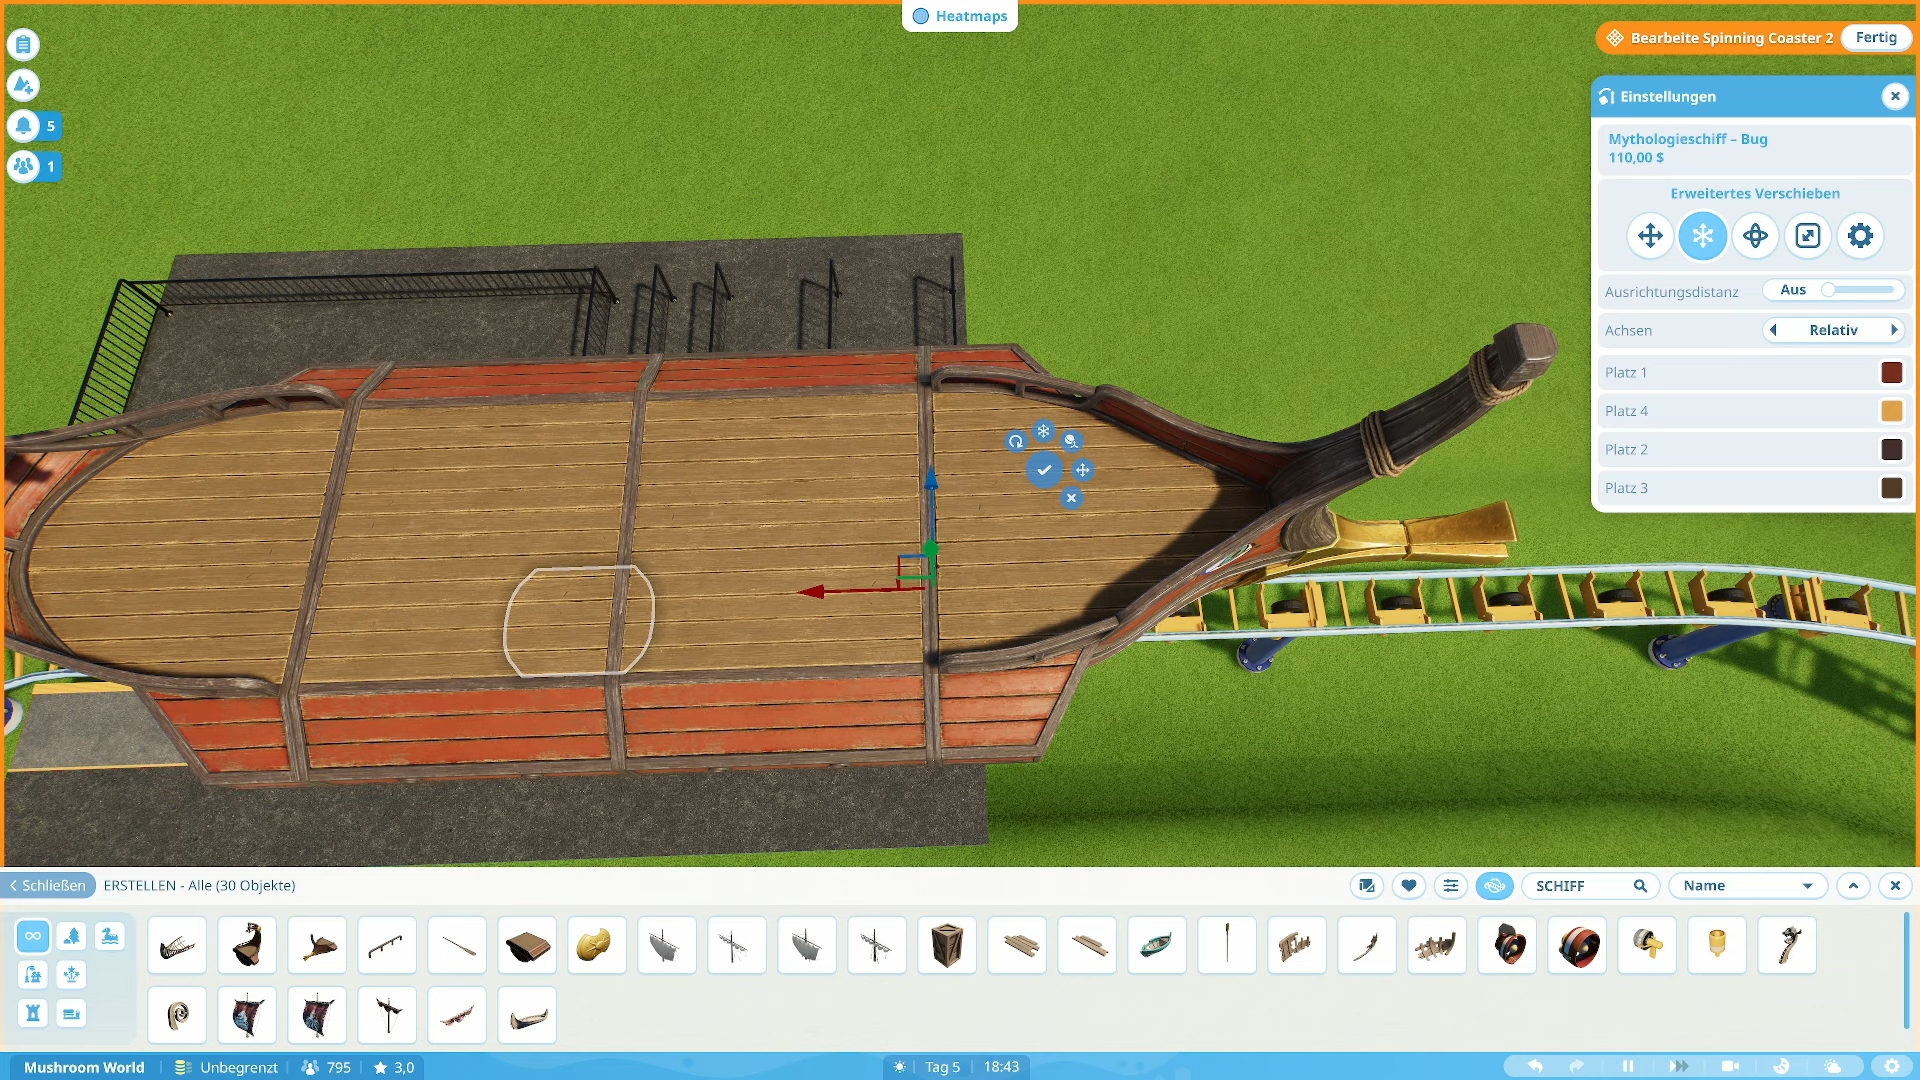 Heatmaps
Bearbeite Spinning Coaster 2
Fertig
5
1
Einstellungen
Mythologieschiff – Bug
110,00 $
Erweitertes Verschieben
Ausrichtungsdistanz
Aus
Achsen
Relativ
Platz 1
Platz 4
Platz 2
Platz 3
Schließen
ERSTELLEN - Alle (30 Objekte)
SCHIFF
Name
Mushroom World
Unbegrenzt
795
3,0
Tag 5
18:43